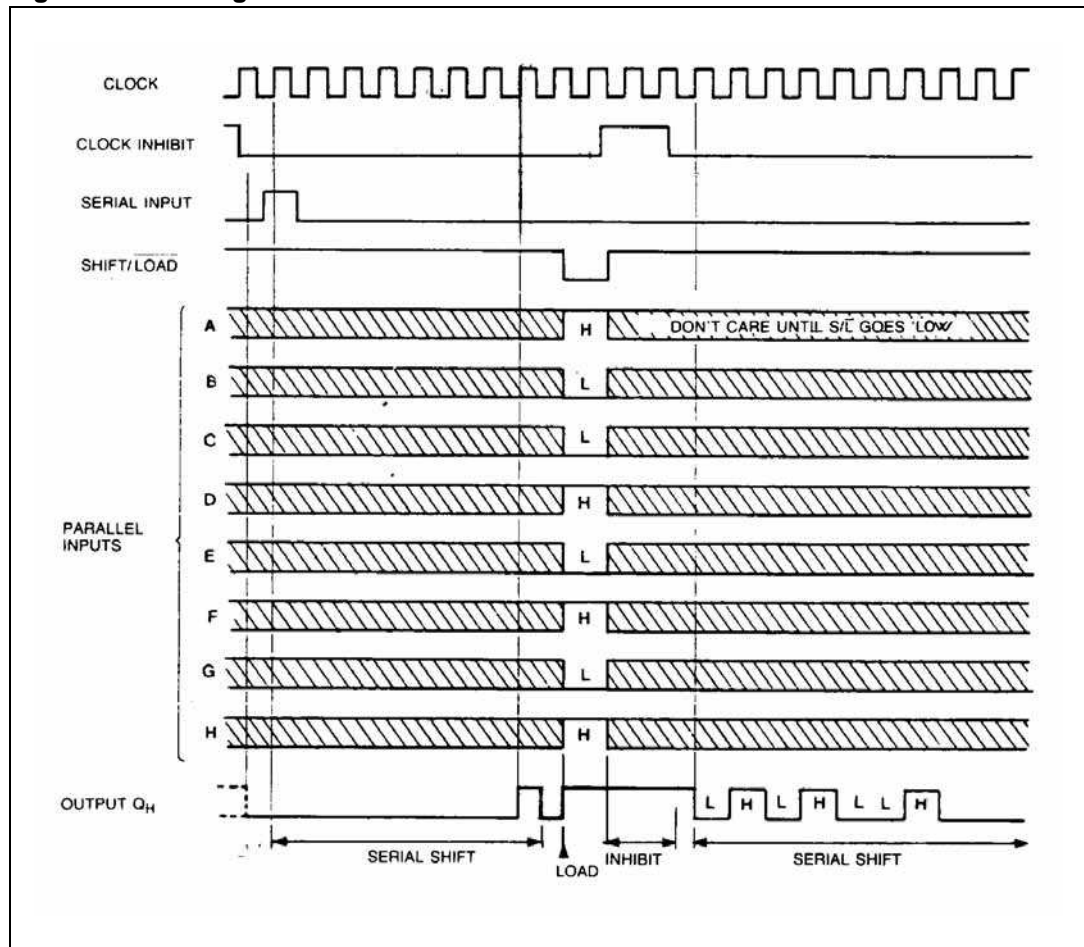 CLOCK
CLOCK INHIBIT
SERIAL INPUT
SHIFT/LOAD
A H DON'T CARE UNTIL S/L GOES LOW
B L
C L
D H
PARALLEL
INPUTS
E L
F H
G L
H H
OUTPUT QH L H L H L L H
SERIAL SHIFT LOAD INHIBIT SERIAL SHIFT